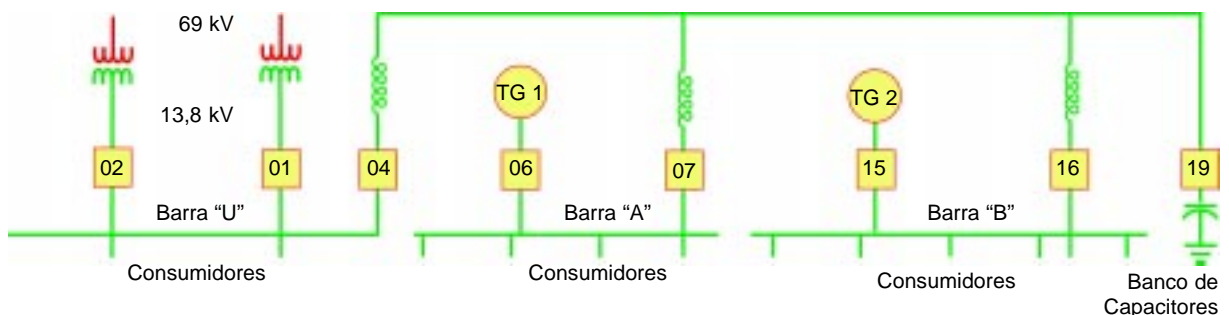 69 kV
TG 1
TG 2
13,8 kV
02
01
04
06
07
15
16
19
Barra “U”
Barra “A”
Barra “B”
Consumidores
Consumidores
Consumidores
Banco de
Capacitores